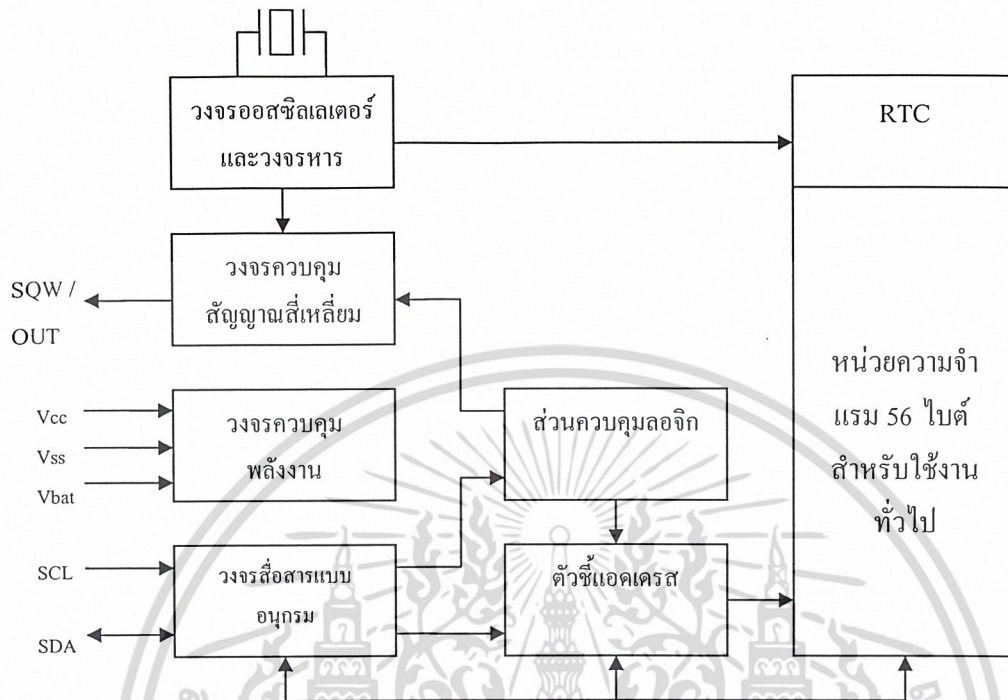 วงจรออสซิลเลเตอร์
และวงจรหาร
RTC
วงจรควบคุม
สัญญาณสี่เหลี่ยม
SQW /
OUT
หน่วยความจำ
แรม 56 ไบต์
สำหรับใช้งาน
ทั่วไป
Vcc
Vss
Vbat
วงจรควบคุม
พลังงาน
ส่วนควบคุมลอจิก
SCL
SDA
วงจรสื่อสารแบบ
อนุกรม
ตัวชี้แอคเดรส